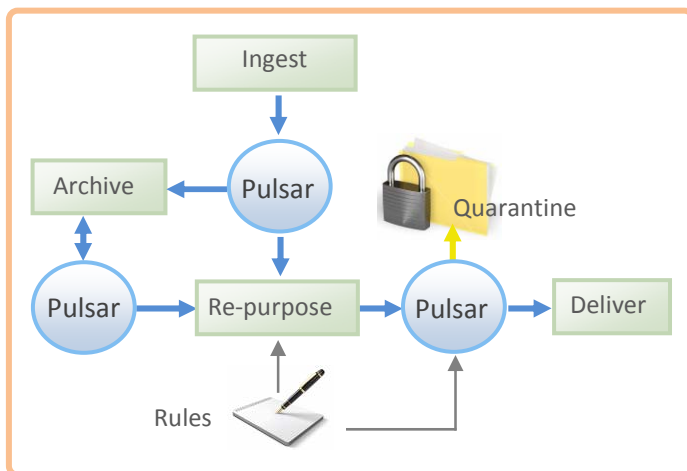 Ingest
Pulsar
Archive
Quarantine
Pulsar
Re-purpose
Pulsar
Deliver
Rules